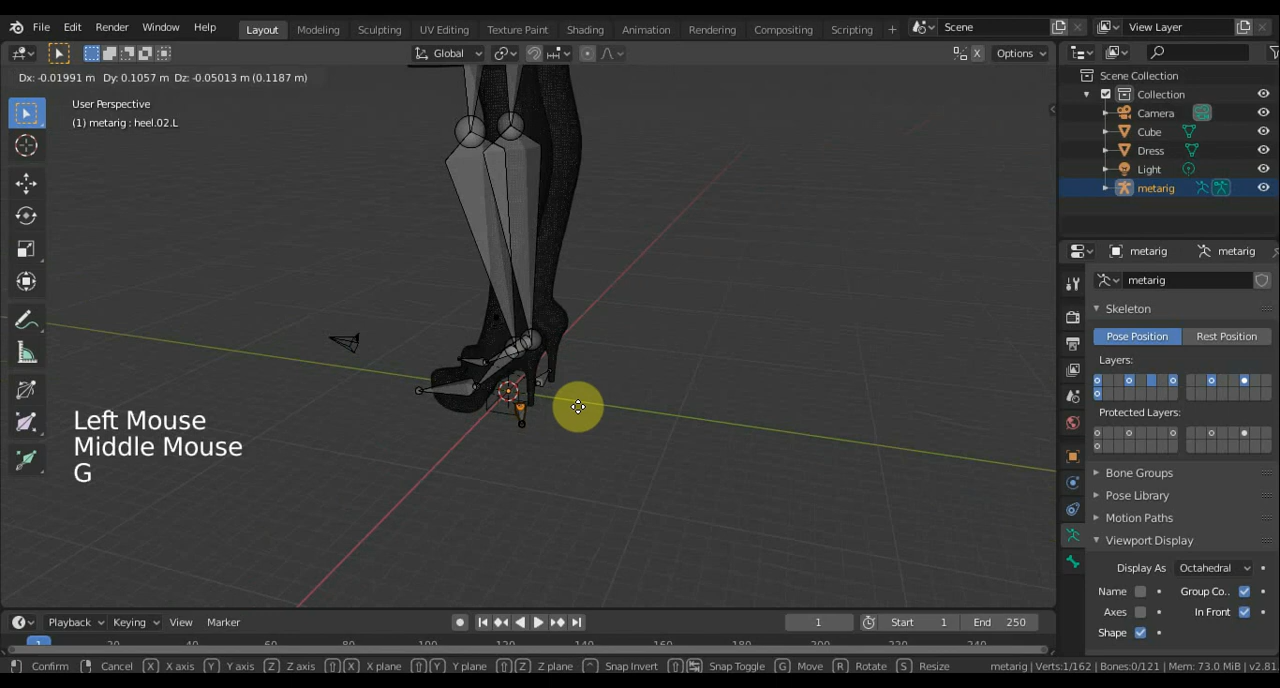 File Edit Render Window Help Layout Modeling Sculpting UV Editing Texture Paint Shading Animation Rendering Compositing Scripting + Scene View Layer
Global Options
Dx: -0.01991 m Dy: 0.1057 m Dz: -0.05013 m (0.1187 m)
User Perspective
(1) metarig : heel.02.L
Left Mouse
Middle Mouse
G
Scene Collection
Collection
Camera
Cube
Dress
Light
metarig
metarig metarig
metarig
Skeleton
Pose Position Rest Position
Layers:
Protected Layers:
Bone Groups
Pose Library
Motion Paths
Viewport Display
Display As Octahedral
Name Group Co..
Axes In Front
Shape
Playback Keying View Marker 1 Start 1 End 250
1
Confirm Cancel X X axis Y Y axis Z Z axis X X plane Y Y plane Z Z plane Snap Invert Snap Toggle G Move R Rotate S Resize metarig | Verts:1/162 | Bones:0/121 | Mem: 73.0 MiB | v2.81.